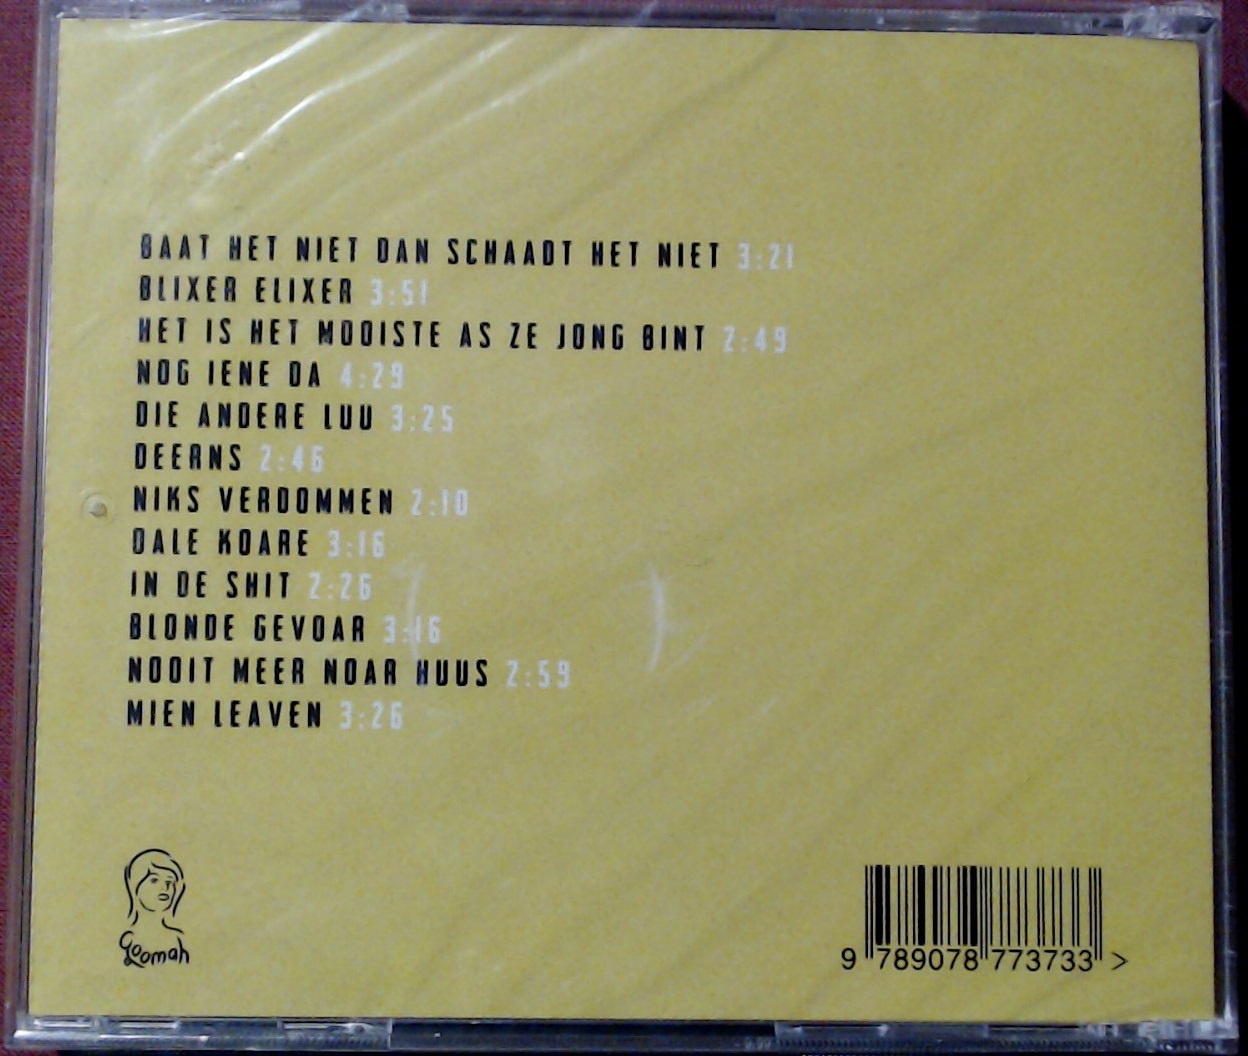 BAAT HET NIET DAN SCHAADT HET NIET 3:21
BLIXER ELIXER 3:51
HET IS HET MOOISTE AS ZE JONG BINT 2:49
NOG IENE DA 4:29
DIE ANDERE LUU 3:25
DEERNS 2:46
NIKS VERDOMMEN 2:10
DALE KOARE 3:16
IN DE SHIT 2:26
BLONDE GEVOAR 3:16
NOOIT MEER NOAR HUUS 2:59
MIEN LEAVEN 3:26
Goomah
9 789078 773733 >